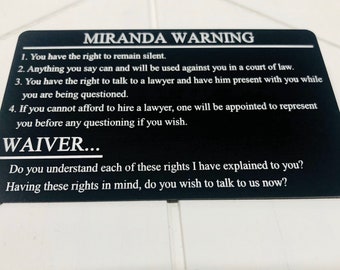 MIRANDA WARNING
1. You have the right to remain silent.
2. Anything you say can and will be used against you in a court of law.
3. You have the right to talk to a lawyer and have him present with you while
you are being questioned.
4. If you cannot afford to hire a lawyer, one will be appointed to represent
you before any questioning if you wish.
WAIVER...
Do you understand each of these rights I have explained to you?
Having these rights in mind, do you wish to talk to us now?